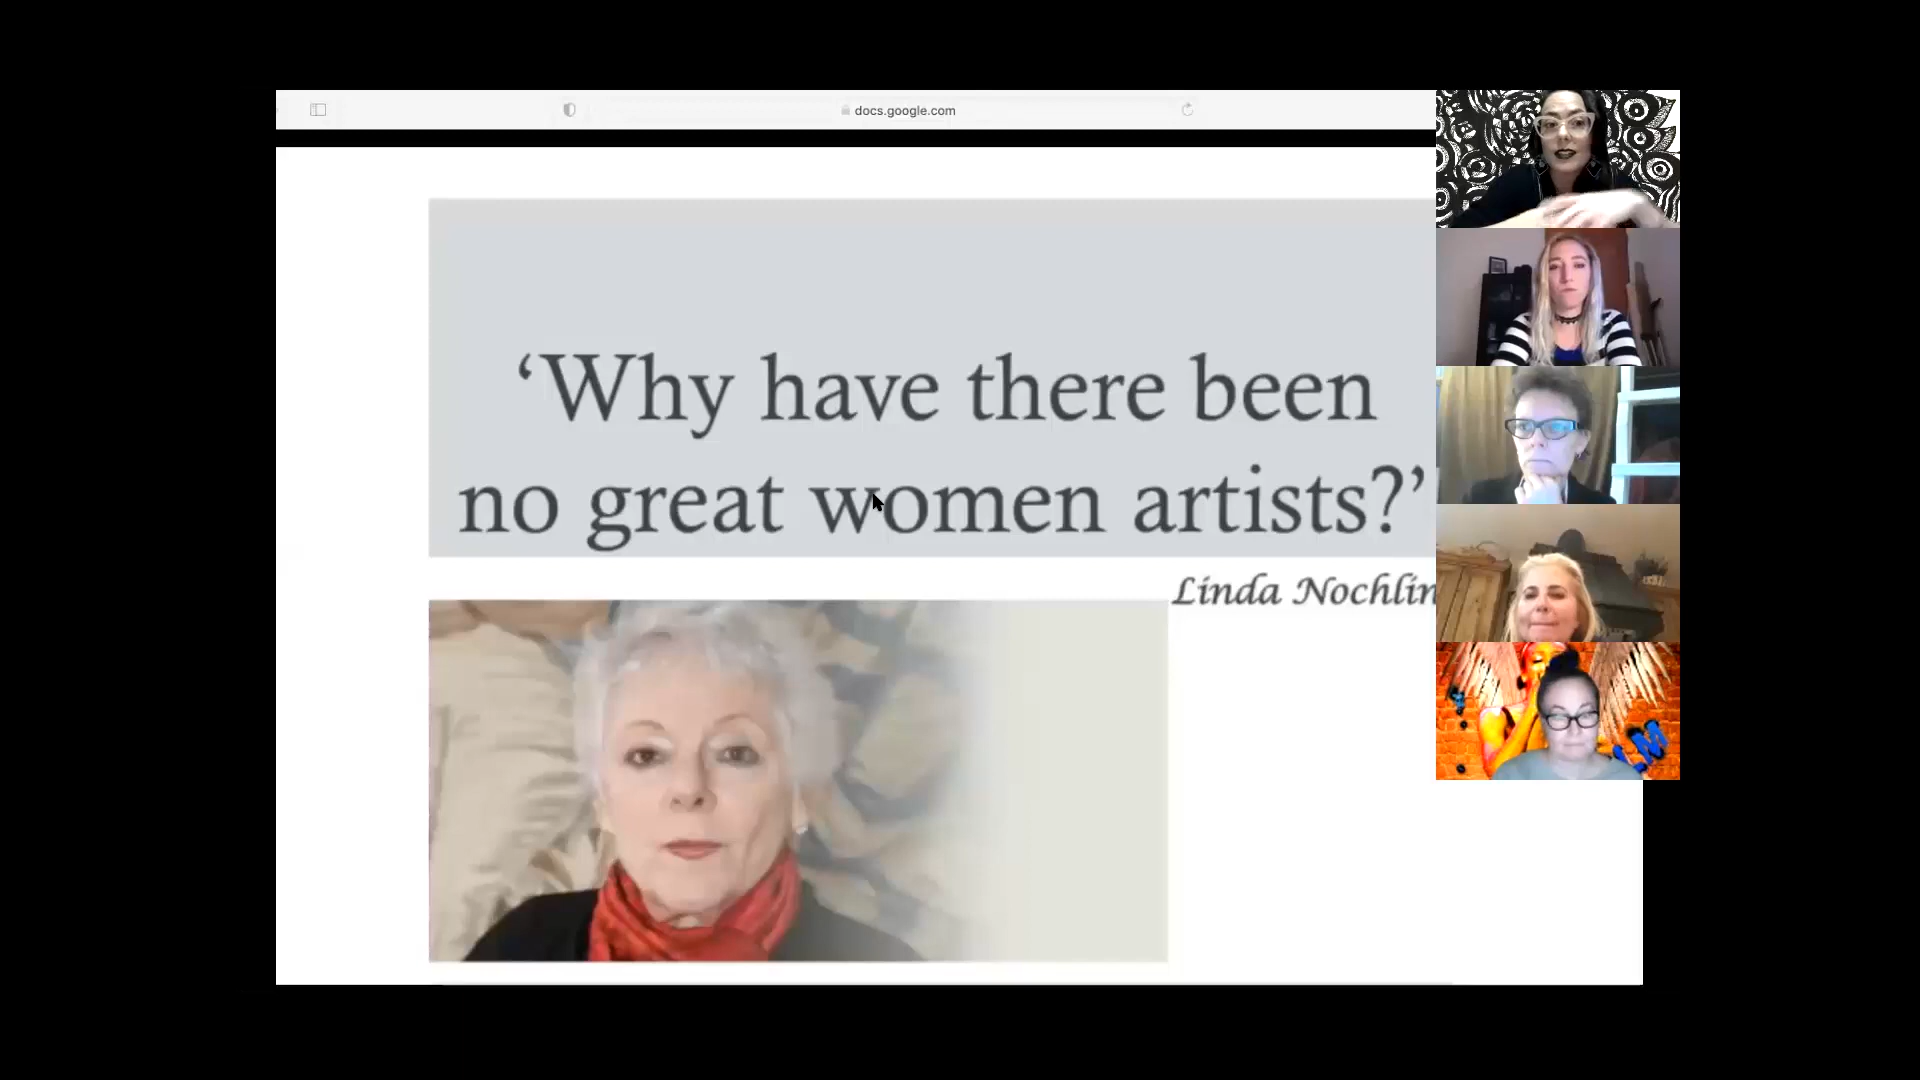 docs.google.com
‘Why have there been
no great women artists?’
Linda Nochlin